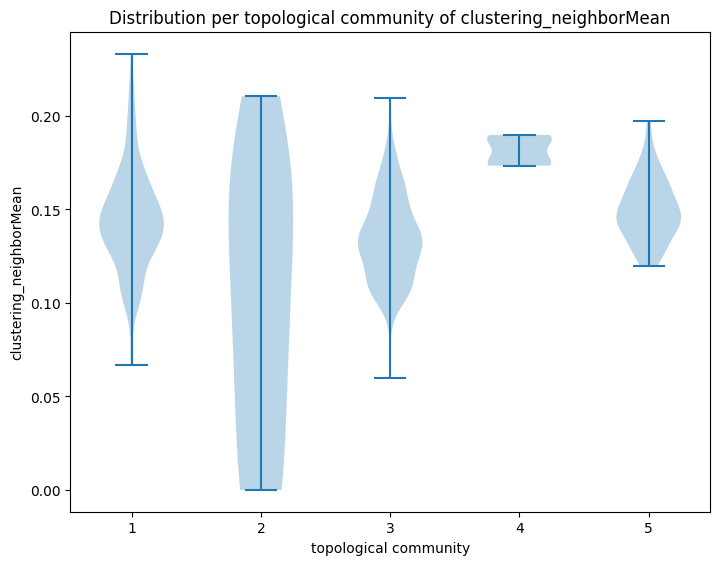 Distribution per topological community of clustering_neighborMean
clustering_neighborMean
0.20
0.15
0.10
0.05
0.00
1 2 3 4 5
topological community